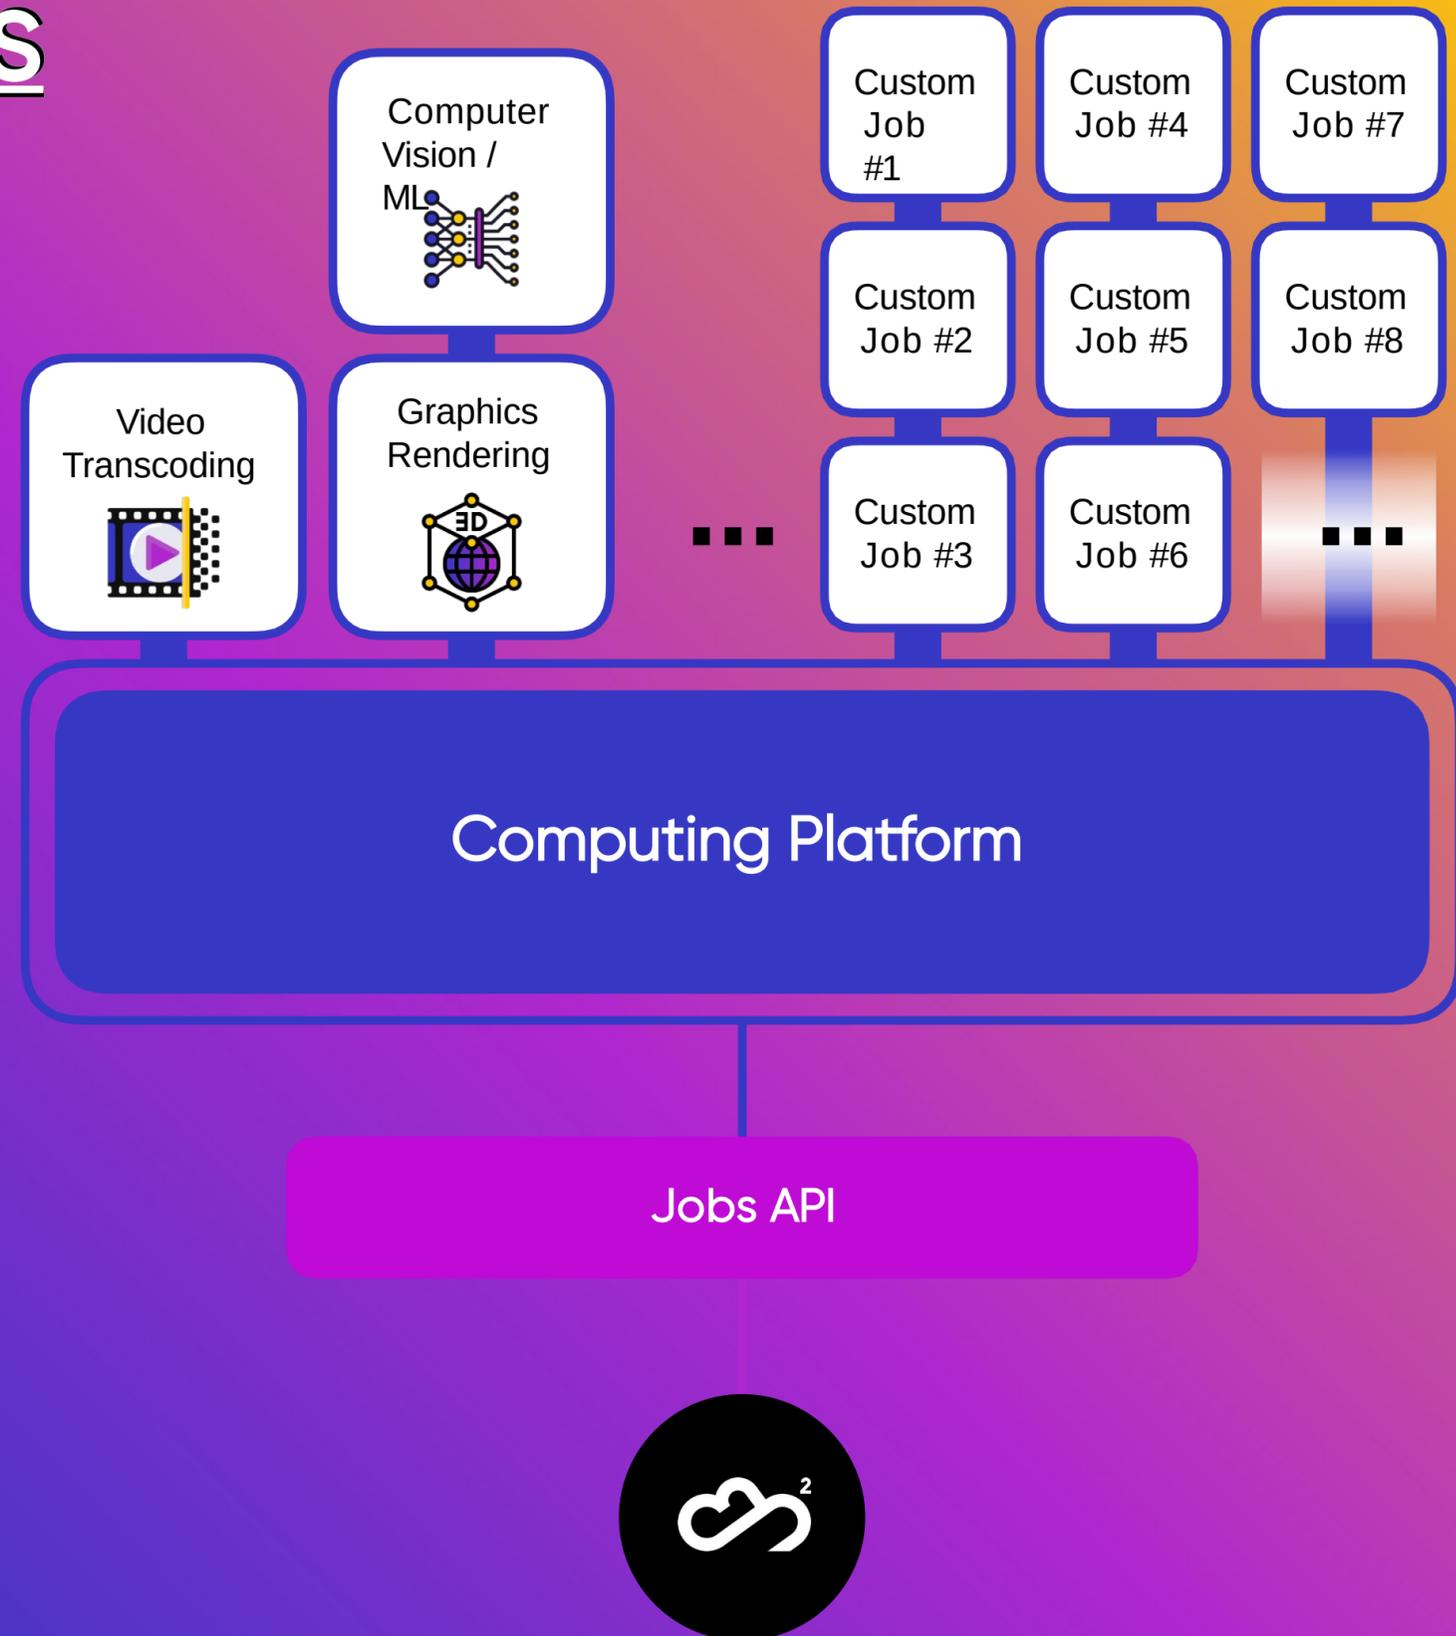 S
Computer
Vision /
ML
Custom
Job
#1
Custom
Job #4
Custom
Job #7
Custom
Job #2
Custom
Job #5
Custom
Job #8
Video
Transcoding
Graphics
Rendering
3D
...
Custom
Job #3
Custom
Job #6
...
Computing Platform
Jobs API
2